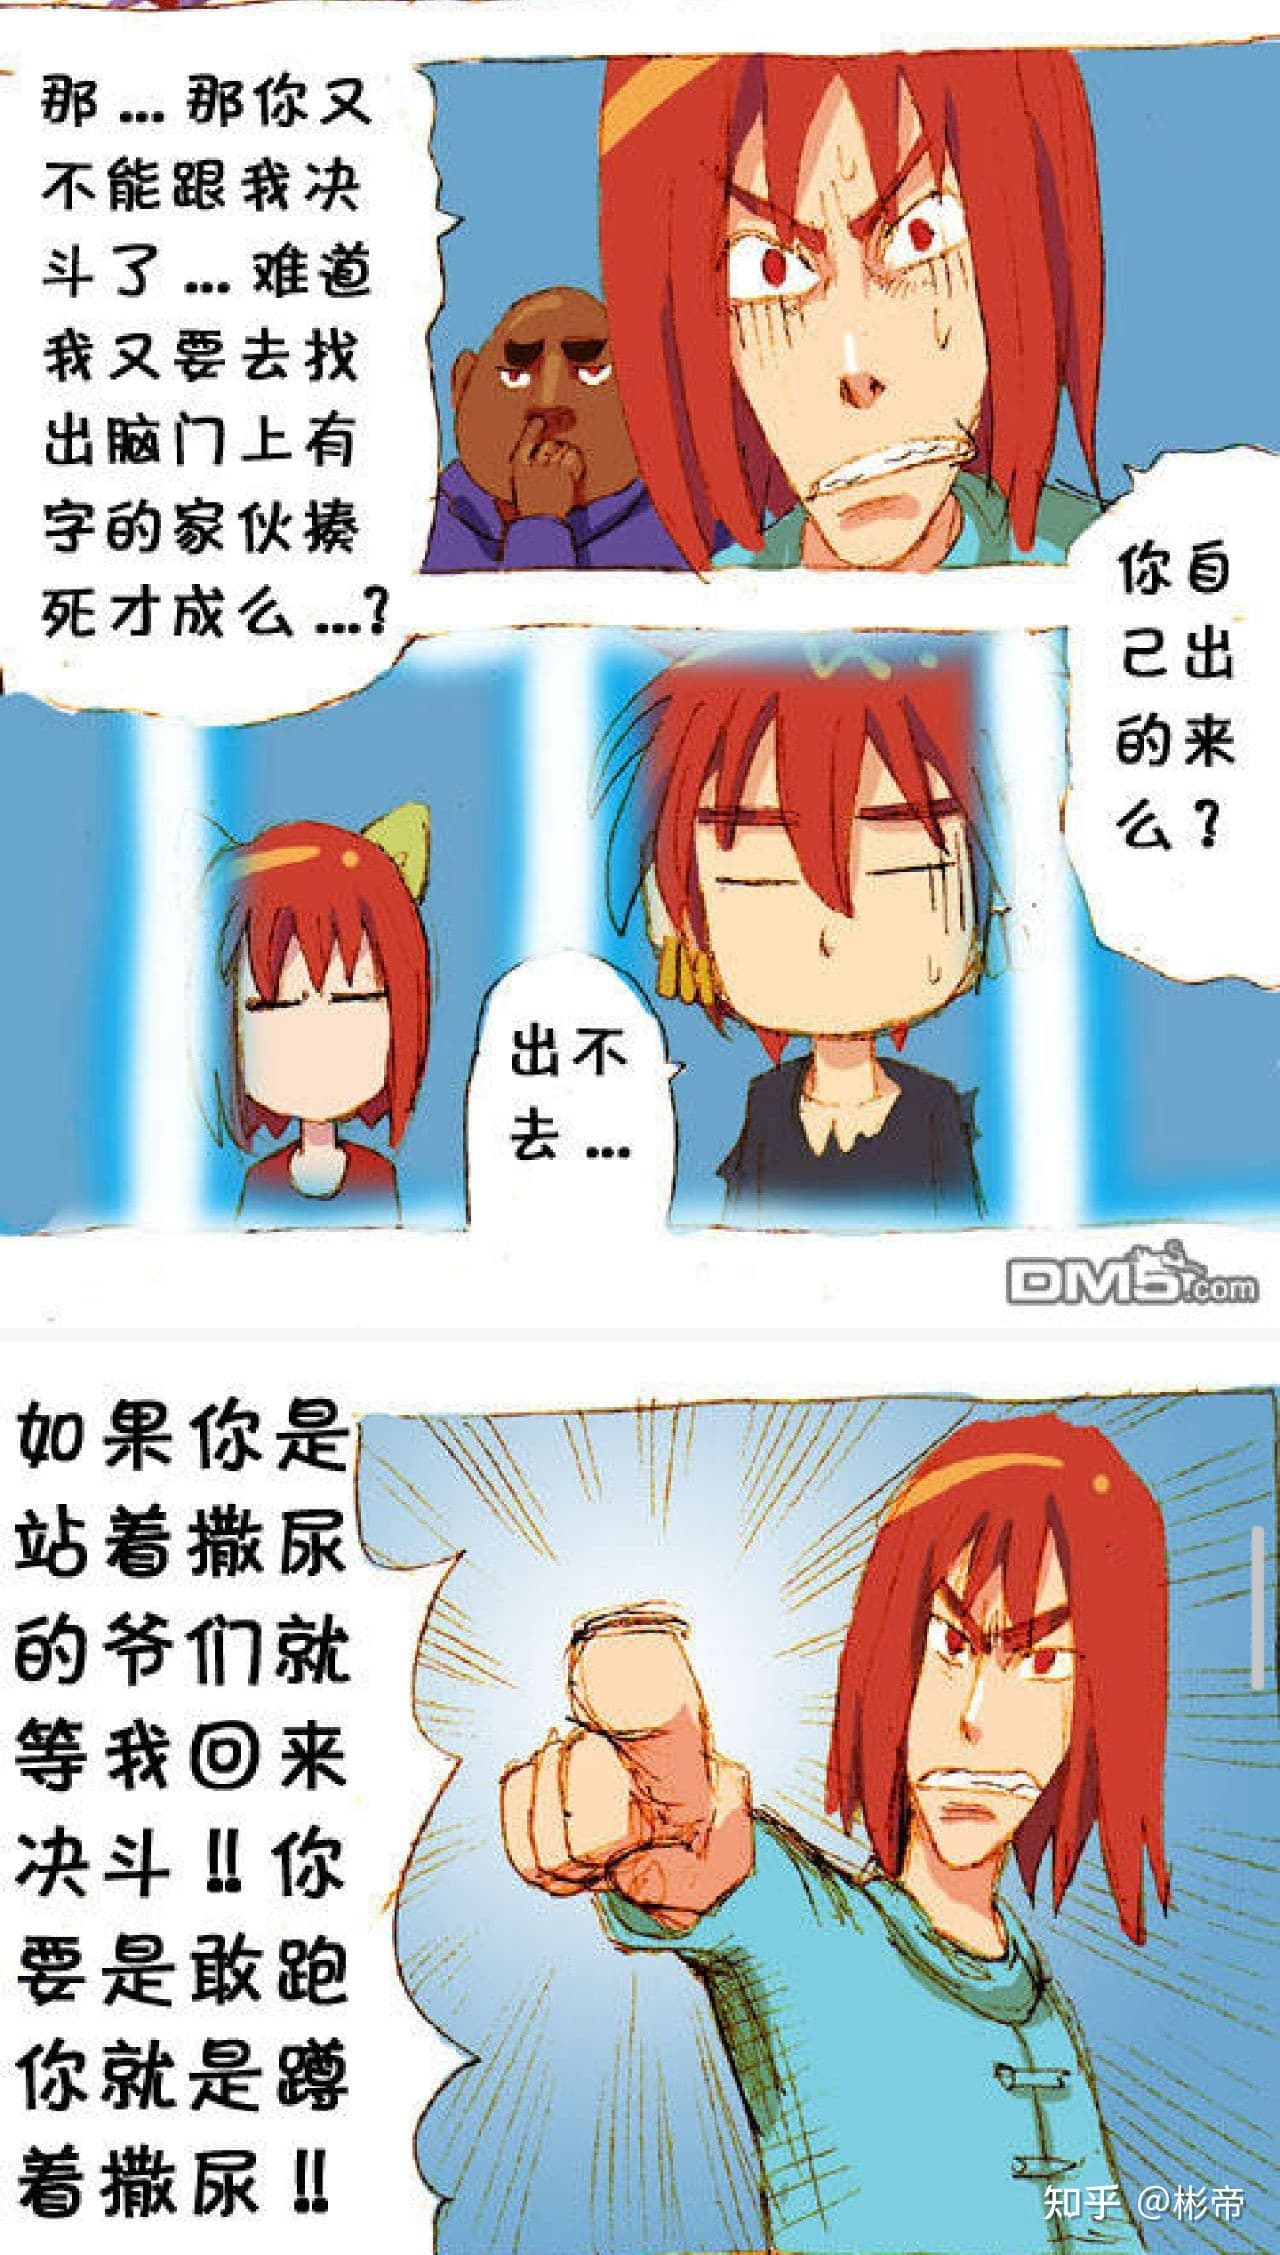 那...那你又
不能跟我决
斗了...难道
我又要去找
出脑门上有
字的家伙揍
死才成么...?
你自
己出
的来
么？
出不
去...
DM5.com
如果你是
站着撒尿
的爷们就
等我回来
决斗!!你
要是敢跑
你就是蹲
着撒尿!!
知乎 @彬帝